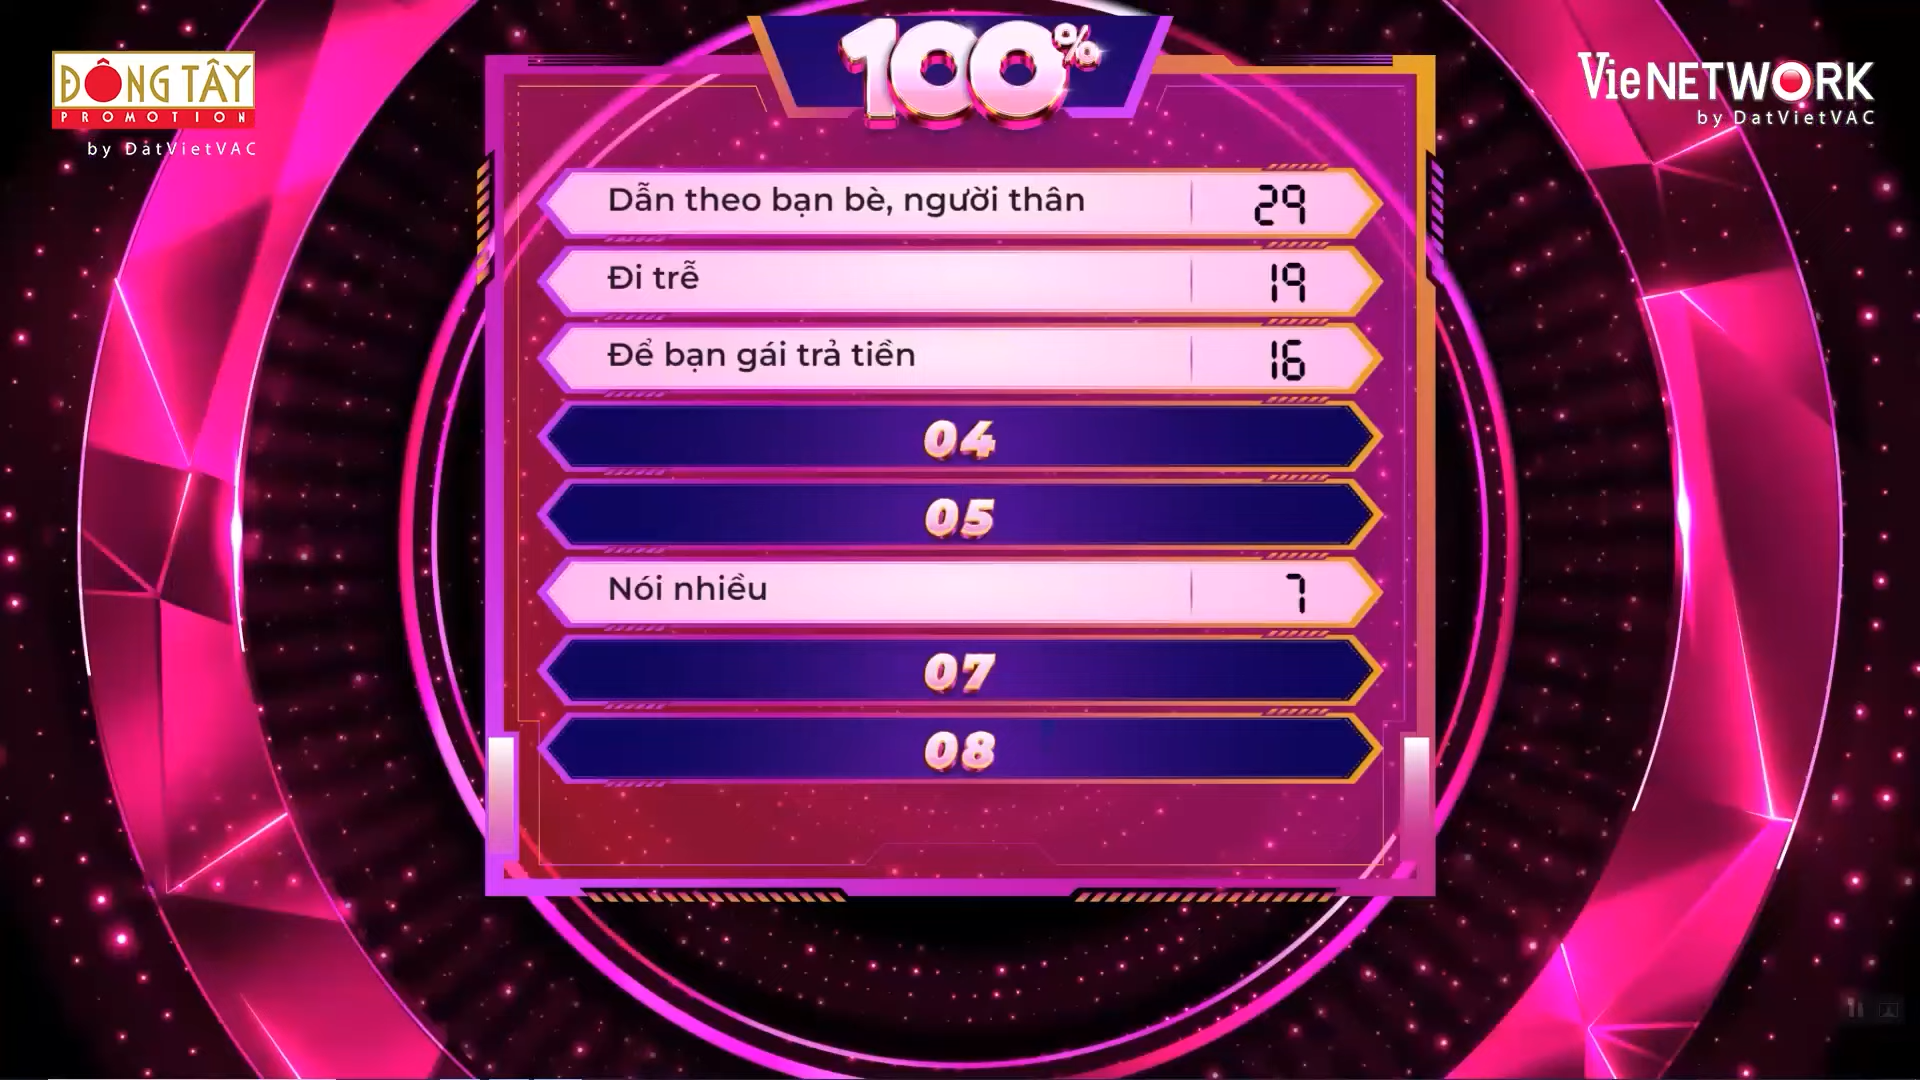 ĐÔNG TÂY
PROMOTION
by DatVietVAC
100%
VieNETWORK
by DatVietVAC
Dẫn theo bạn bè, người thân 29
Đi trễ 19
Để bạn gái trả tiền 16
04
05
Nói nhiều 7
07
08